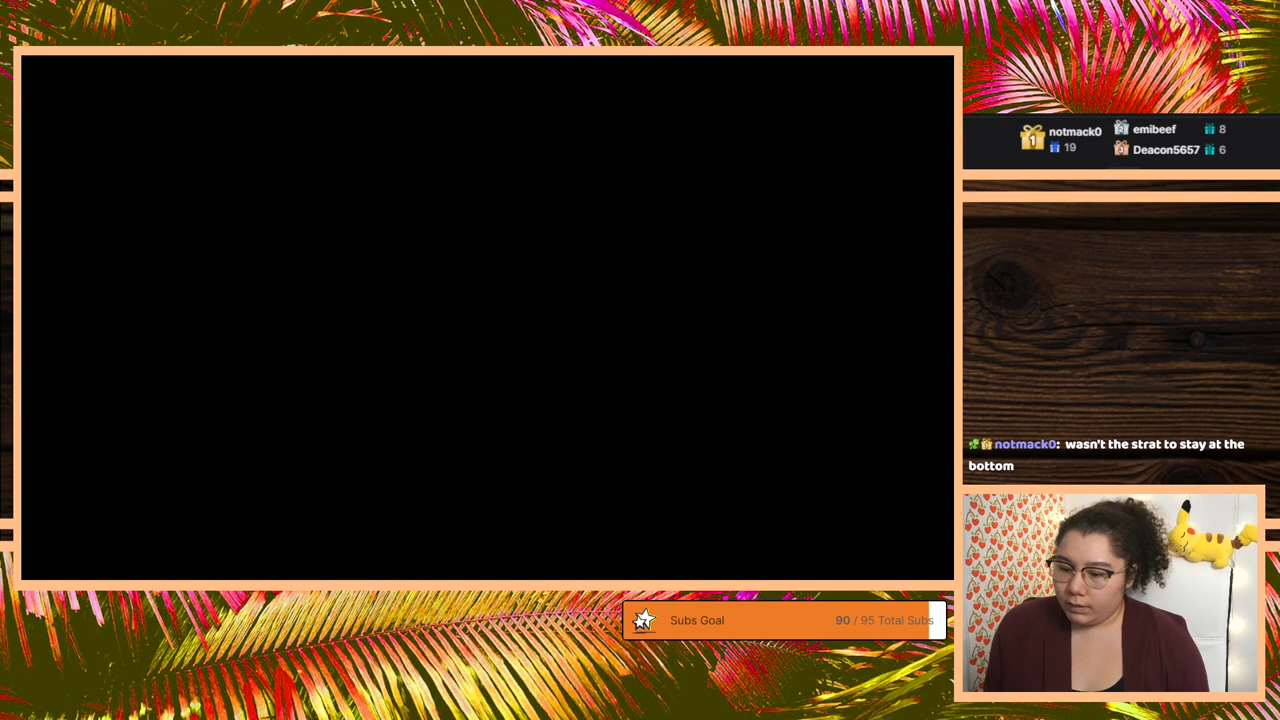 notmack0
19
emibeef 8
Deacon5657 6
notmack0: wasn't the strat to stay at the
bottom
Subs Goal 90 / 95 Total Subs